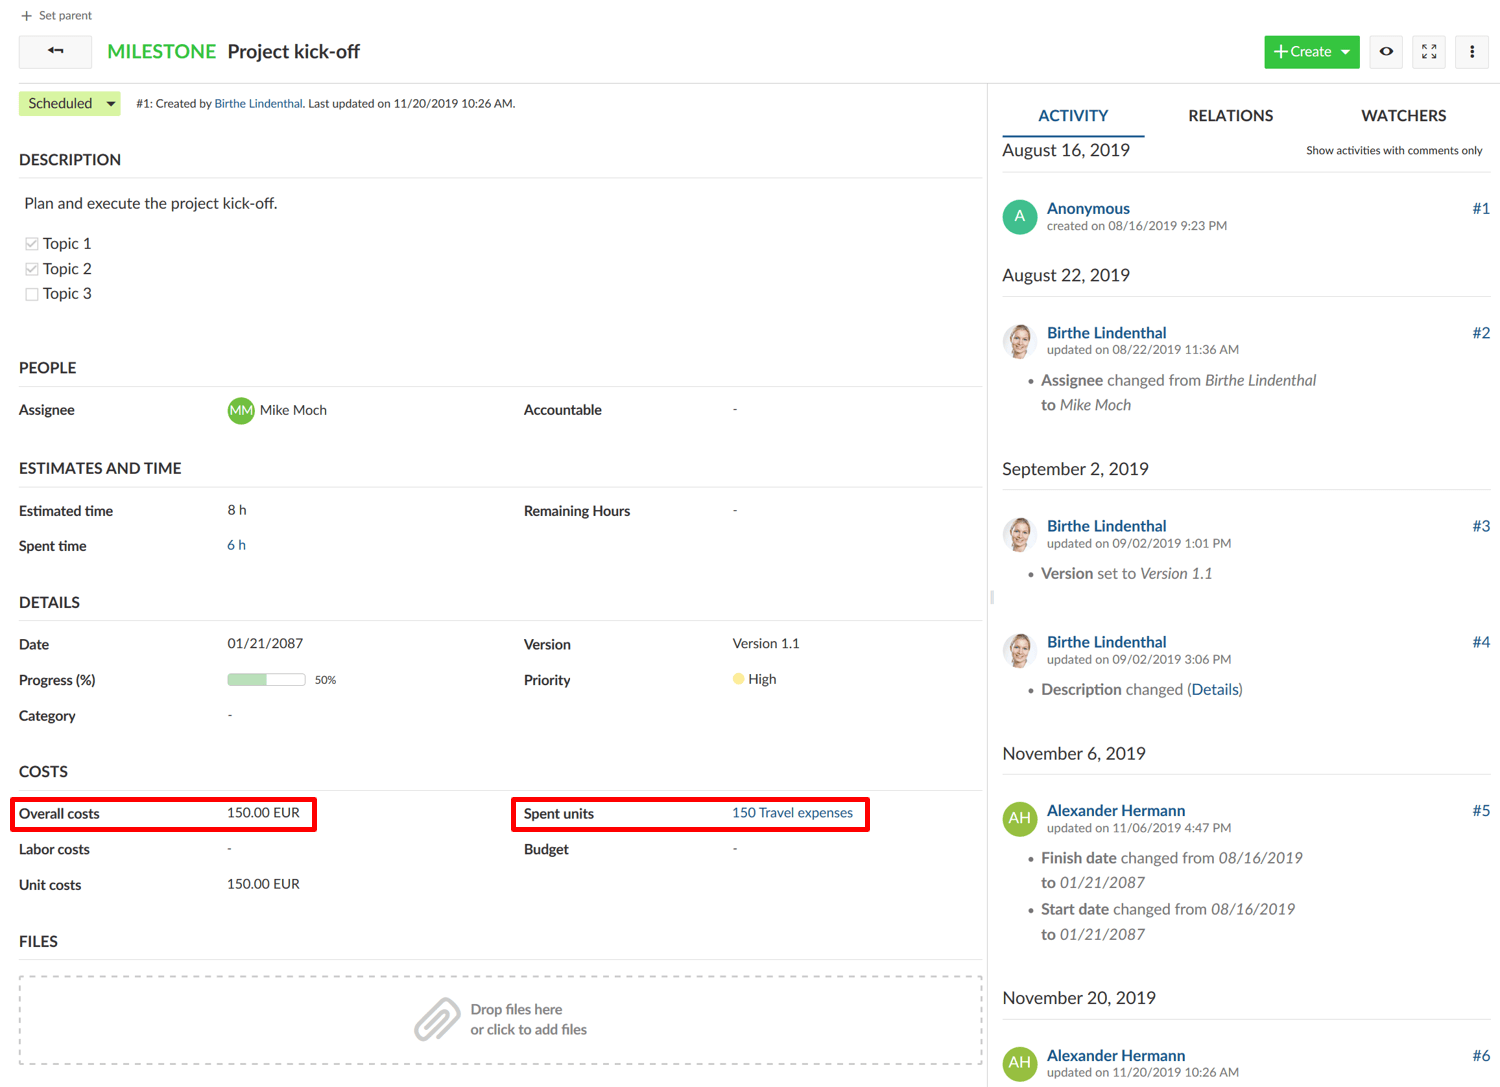 + Set parent
MILESTONE Project kick-off
+ Create
Scheduled
#1: Created by Birthe Lindenthal. Last updated on 11/20/2019 10:26 AM.
DESCRIPTION
Plan and execute the project kick-off.
Topic 1
Topic 2
Topic 3
PEOPLE
Assignee MM Mike Moch Accountable -
ESTIMATES AND TIME
Estimated time 8 h Remaining Hours -
Spent time 6 h
DETAILS
Date 01/21/2087 Version Version 1.1
Progress (%) 50% Priority High
Category -
COSTS
Overall costs 150.00 EUR Spent units 150 Travel expenses
Labor costs - Budget -
Unit costs 150.00 EUR
FILES
Drop files here
or click to add files
ACTIVITY RELATIONS WATCHERS
August 16, 2019 Show activities with comments only
A Anonymous #1
created on 08/16/2019 9:23 PM
August 22, 2019
Birthe Lindenthal #2
updated on 08/22/2019 11:36 AM
• Assignee changed from Birthe Lindenthal
to Mike Moch
September 2, 2019
Birthe Lindenthal #3
updated on 09/02/2019 1:01 PM
• Version set to Version 1.1
Birthe Lindenthal #4
updated on 09/02/2019 3:06 PM
• Description changed (Details)
November 6, 2019
AH Alexander Hermann #5
updated on 11/06/2019 4:47 PM
• Finish date changed from 08/16/2019
to 01/21/2087
• Start date changed from 08/16/2019
to 01/21/2087
November 20, 2019
AH Alexander Hermann #6
updated on 11/20/2019 10:26 AM